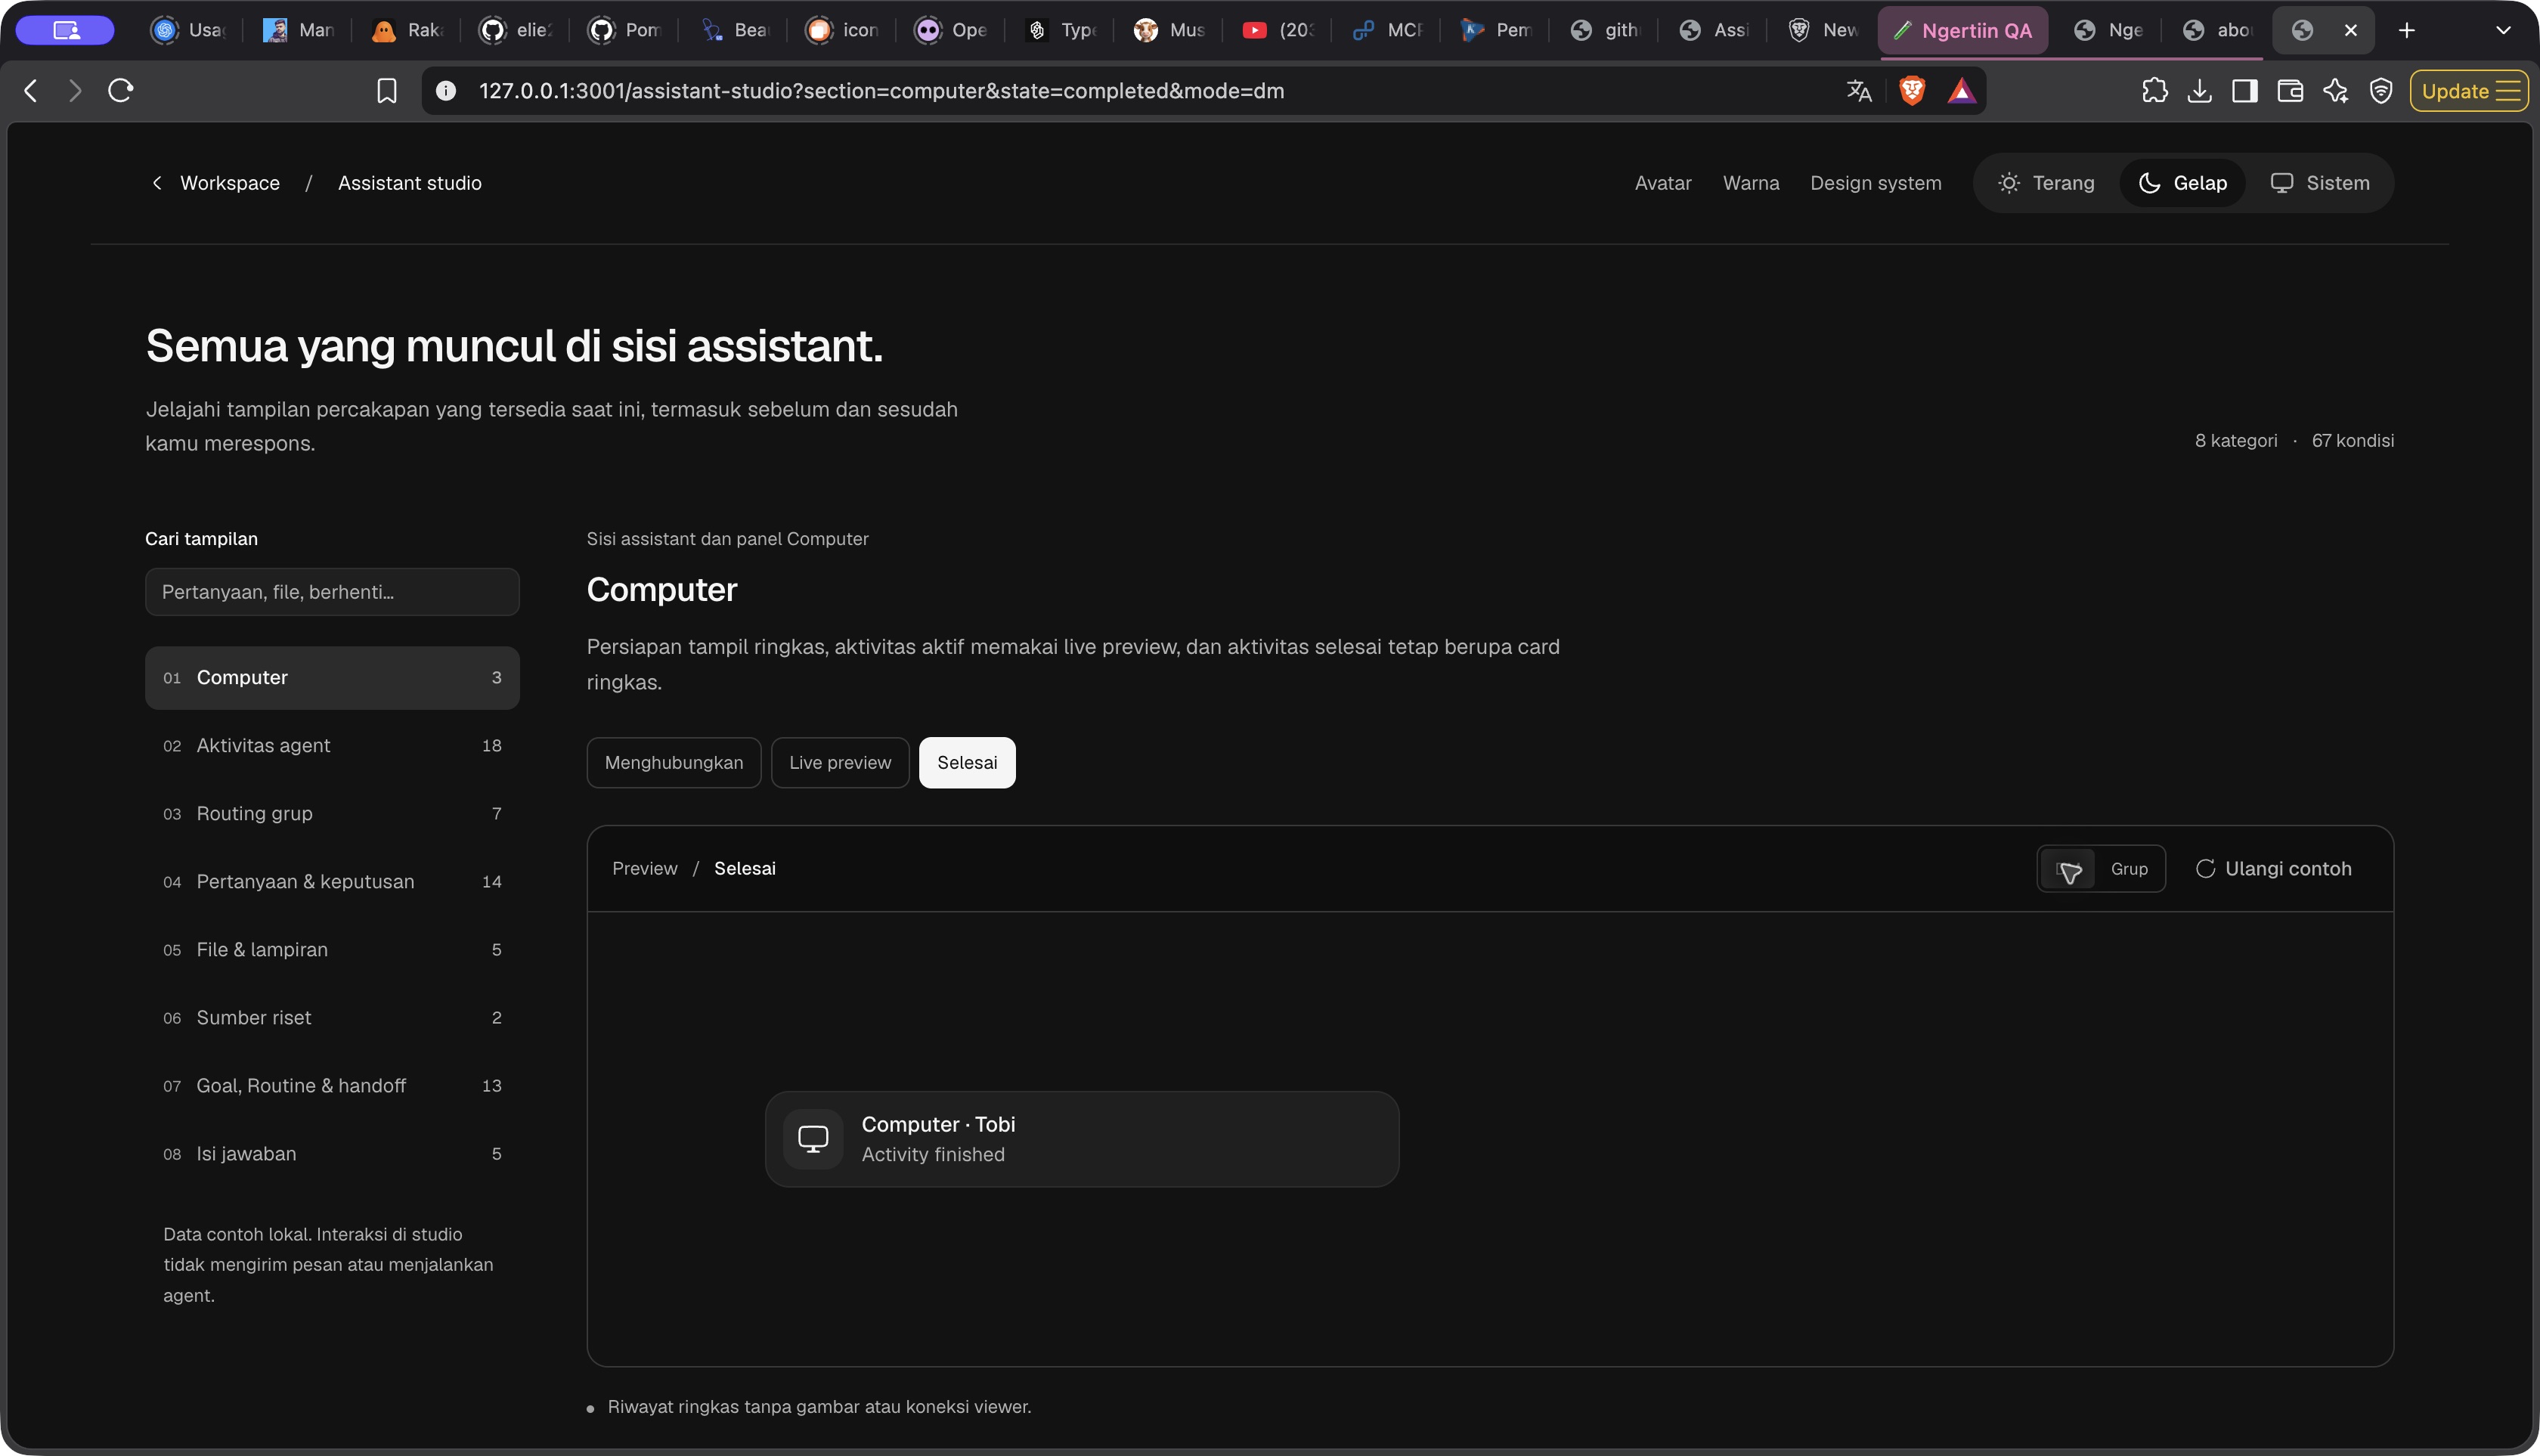 Usa
Man
Rak
elie
Pom
Bea
icon
Ope
Type
Mus
(20
MCP
Pem
gith
Assi
New
Ngertiin QA
Nge
abo
127.0.0.1:3001/assistant-studio?section=computer&state=completed&mode=dm
Update
Workspace / Assistant studio
Avatar
Warna
Design system
Terang
Gelap
Sistem
Semua yang muncul di sisi assistant.
Jelajahi tampilan percakapan yang tersedia saat ini, termasuk sebelum dan sesudah
kamu merespons.
8 kategori · 67 kondisi
Cari tampilan
Pertanyaan, file, berhenti...
01 Computer 3
02 Aktivitas agent 18
03 Routing grup 7
04 Pertanyaan & keputusan 14
05 File & lampiran 5
06 Sumber riset 2
07 Goal, Routine & handoff 13
08 Isi jawaban 5
Data contoh lokal. Interaksi di studio
tidak mengirim pesan atau menjalankan
agent.
Sisi assistant dan panel Computer
Computer
Persiapan tampil ringkas, aktivitas aktif memakai live preview, dan aktivitas selesai tetap berupa card
ringkas.
Menghubungkan
Live preview
Selesai
Preview / Selesai
Grup
Ulangi contoh
Computer · Tobi
Activity finished
Riwayat ringkas tanpa gambar atau koneksi viewer.